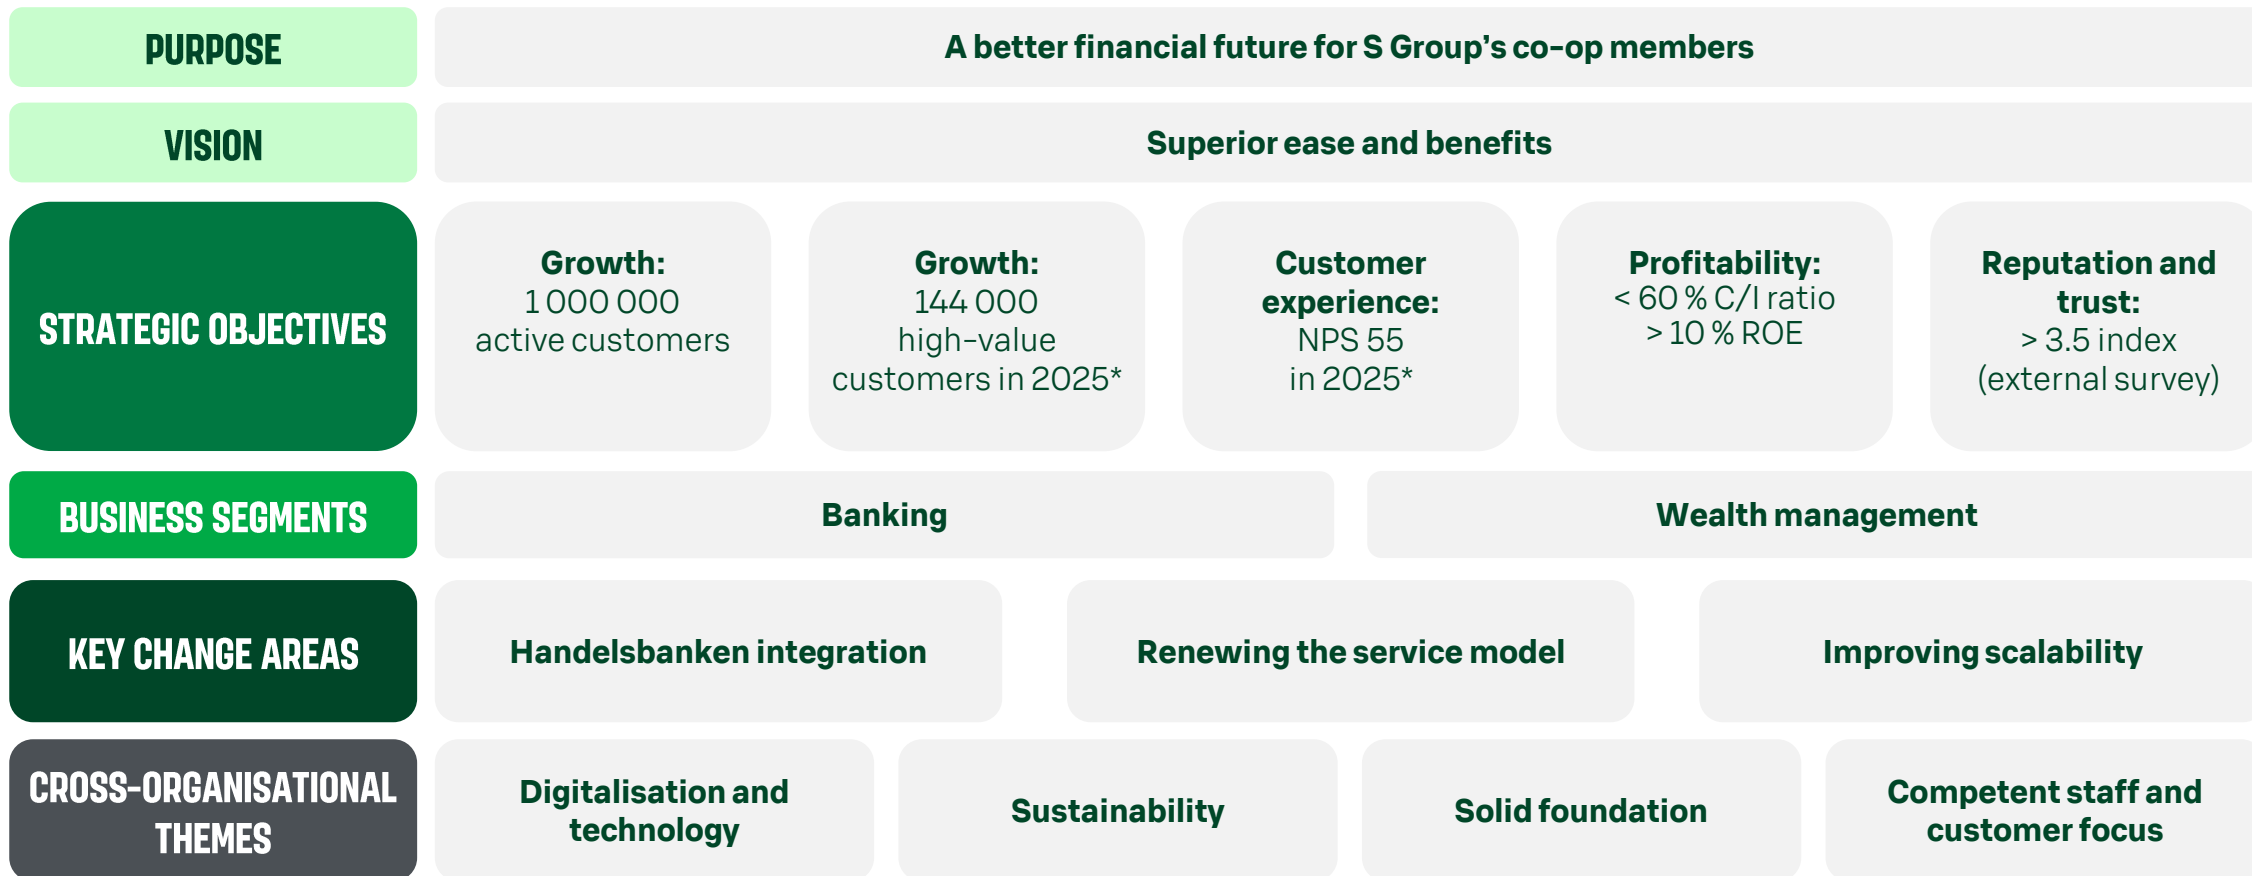 PURPOSE
A better financial future for S Group’s co-op members
VISION
Superior ease and benefits
STRATEGIC OBJECTIVES
Growth:
1 000 000
active customers
Growth:
144 000
high-value
customers in 2025*
Customer
experience:
NPS 55
in 2025*
Profitability:
< 60 % C/I ratio
> 10 % ROE
Reputation and
trust:
> 3.5 index
(external survey)
BUSINESS SEGMENTS
Banking
Wealth management
KEY CHANGE AREAS
Handelsbanken integration
Renewing the service model
Improving scalability
CROSS-ORGANISATIONAL
THEMES
Digitalisation and
technology
Sustainability
Solid foundation
Competent staff and
customer focus